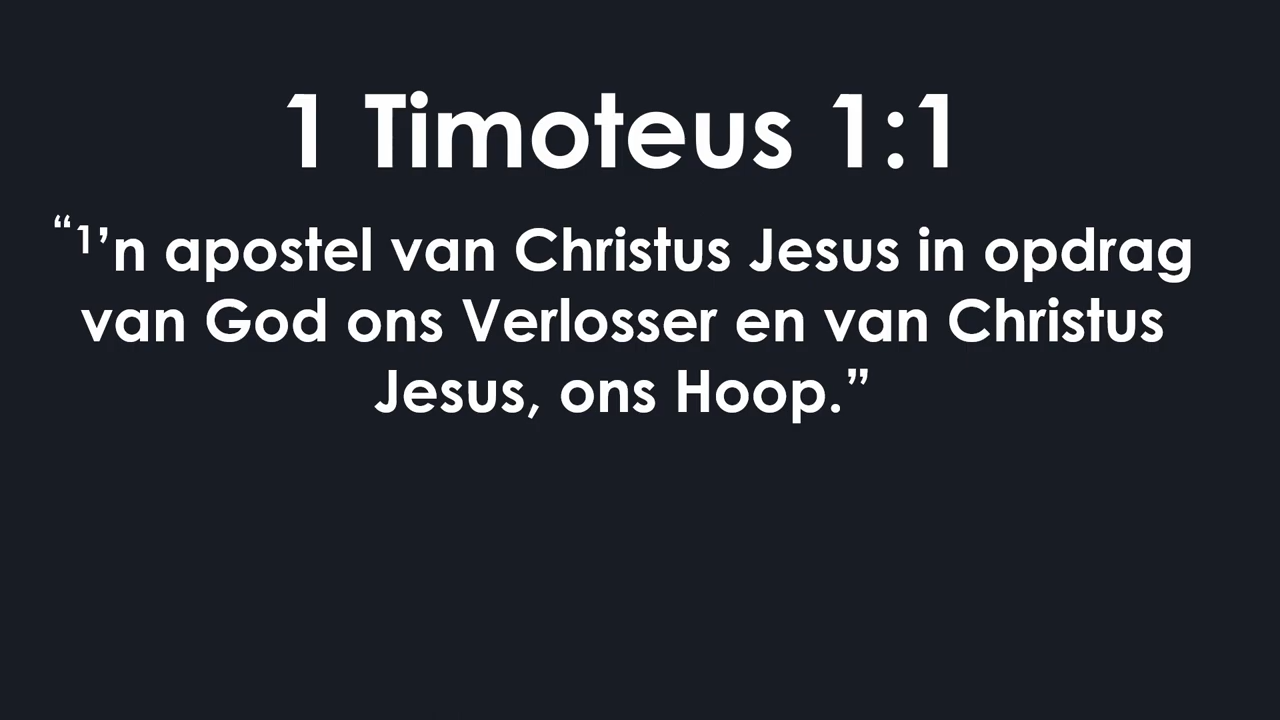 1 Timoteus 1:1
“¹’n apostel van Christus Jesus in opdrag
van God ons Verlosser en van Christus
Jesus, ons Hoop.”